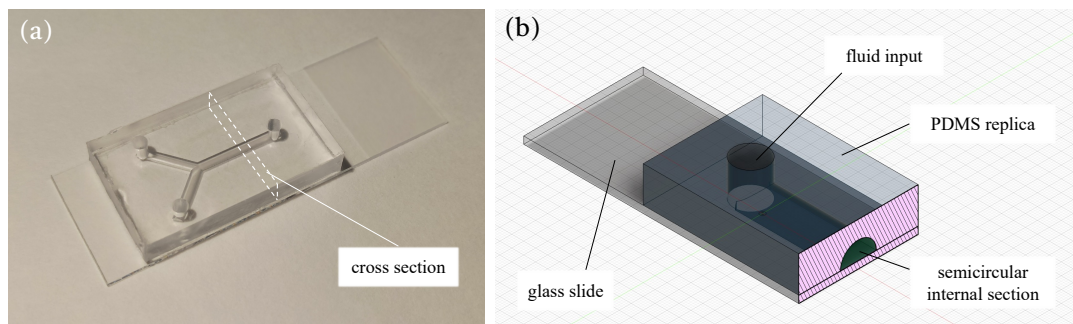 (a)
cross section
(b)
fluid input
PDMS replica
glass slide
semicircular
internal section